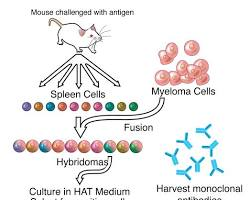 Mouse challenged with antigen
Spleen Cells
Myeloma Cells
Fusion
Hybridomas
Culture in HAT Medium
Harvest monoclonal
antibodies